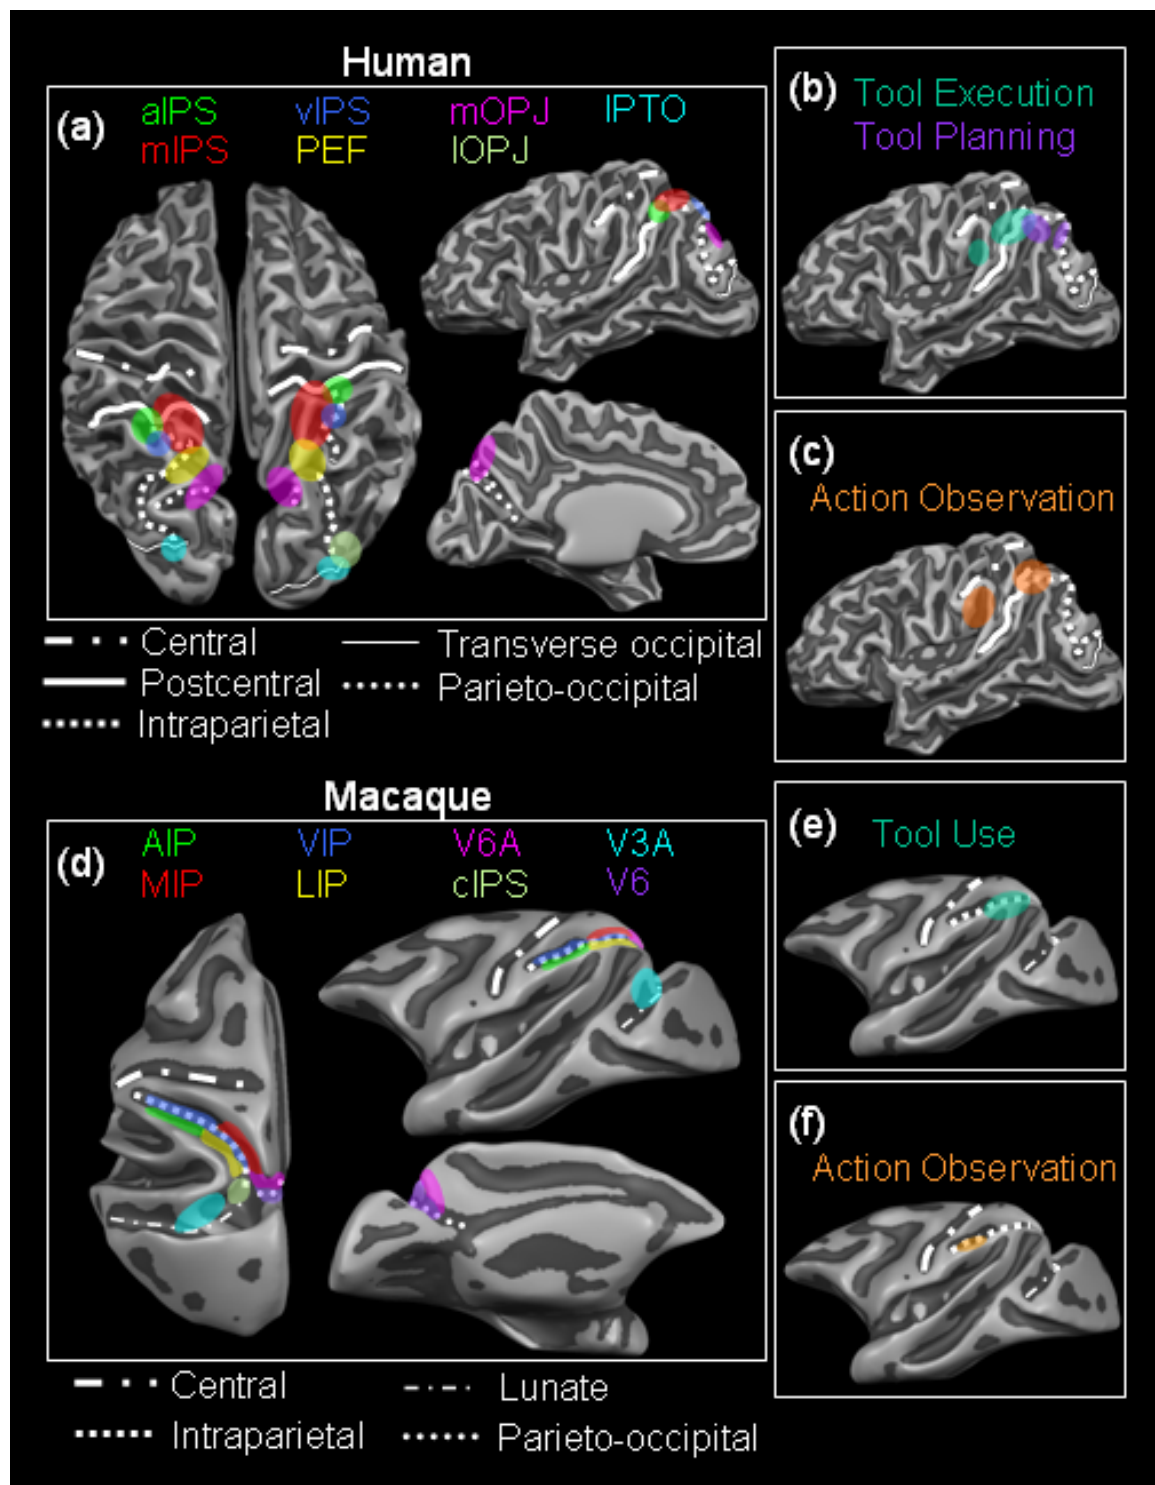 Human
(a) aIPS vIPS mOPJ IPTO
mIPS PEF lOPJ
Central
Transverse occipital
Postcentral
Parieto-occipital
Intraparietal
(b) Tool Execution
Tool Planning
(c)
Action Observation
Macaque
(d) AIP VIP V6A V3A
MIP LIP cIPS V6
Central
Lunate
Intraparietal
Parieto-occipital
(e) Tool Use
(f)
Action Observation